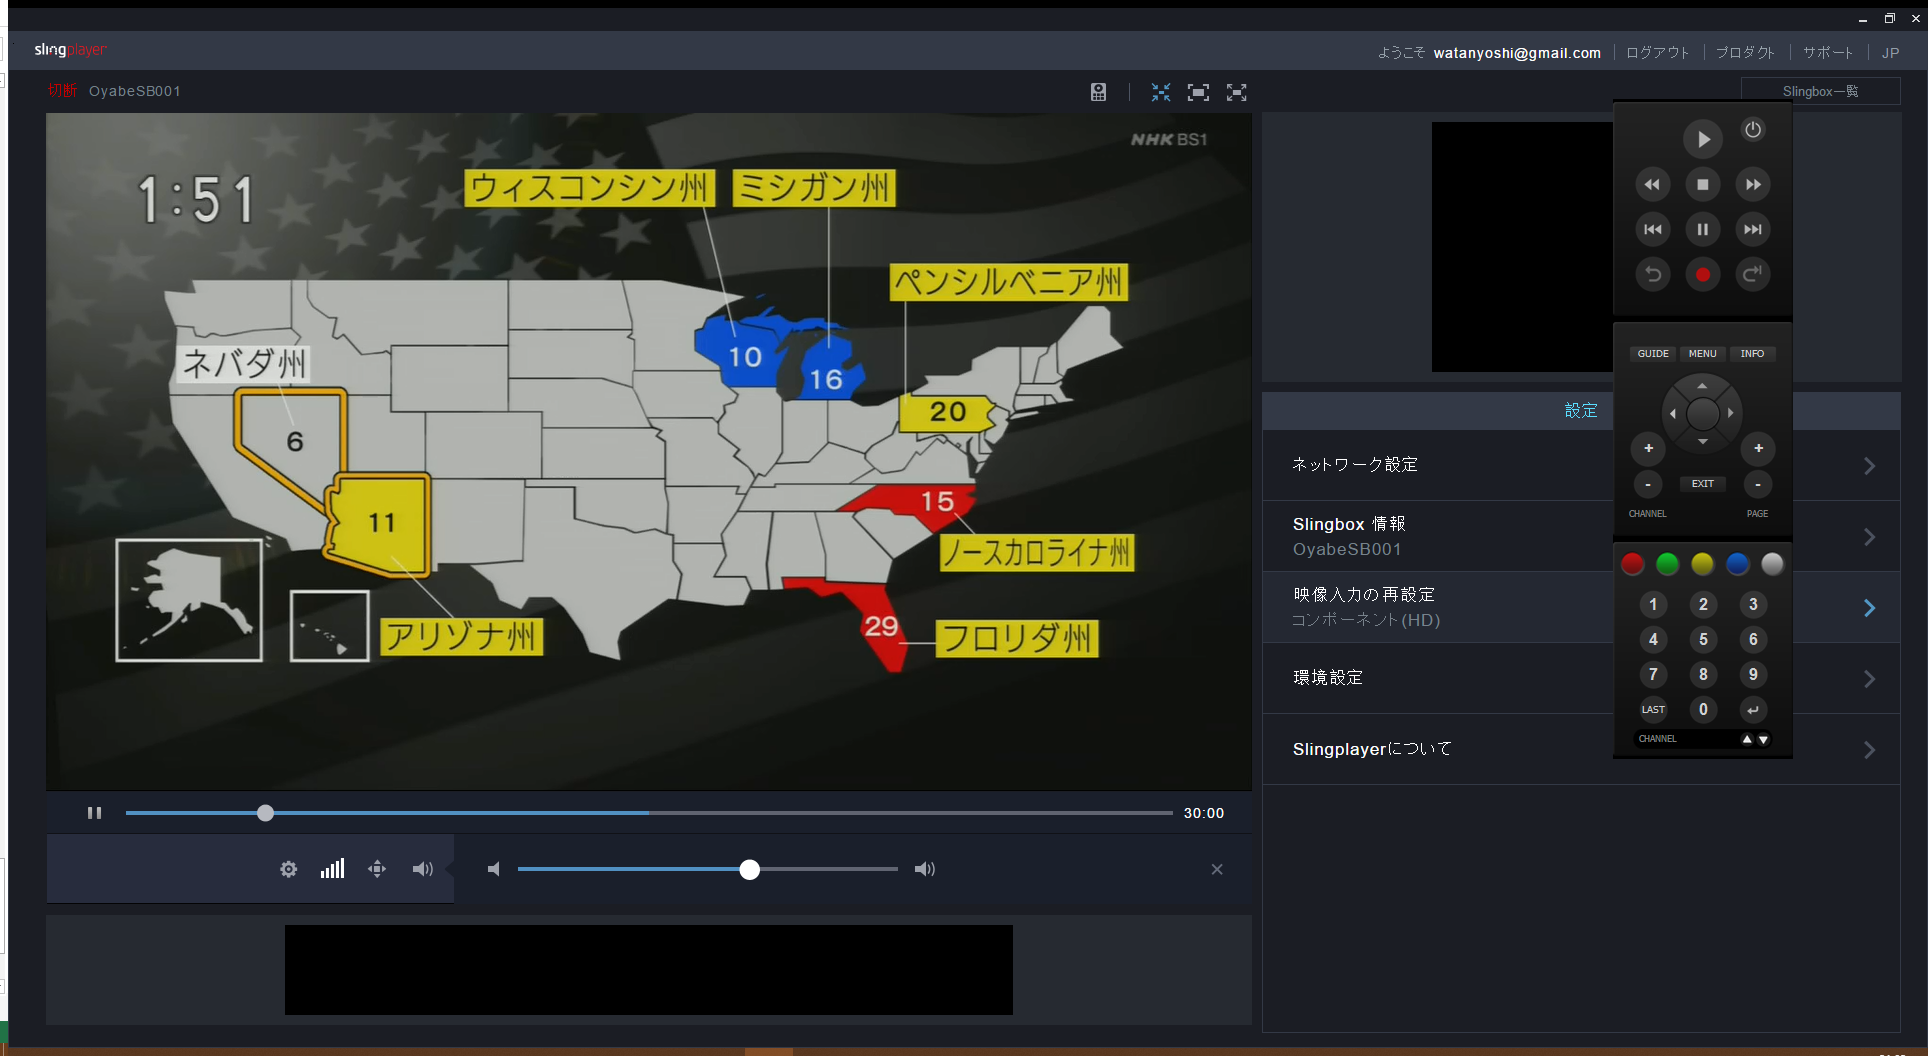 slingplayer
ようこそ watanyoshi@gmail.com ログアウト プロダクト サポート JP
切断 OyabeSB001
Slingbox一覧
NHK BS1
1:51
ウィスコンシン州 ミシガン州
ペンシルベニア州
ネバダ州
10
16
20
6
11
15
ノースカロライナ州
アリゾナ州
29
フロリダ州
30:00
設定
ネットワーク設定
Slingbox 情報
OyabeSB001
映像入力の再設定
コンポーネント(HD)
環境設定
Slingplayerについて
GUIDE MENU INFO
+ +
- EXIT -
CHANNEL PAGE
1 2 3
4 5 6
7 8 9
LAST 0
CHANNEL